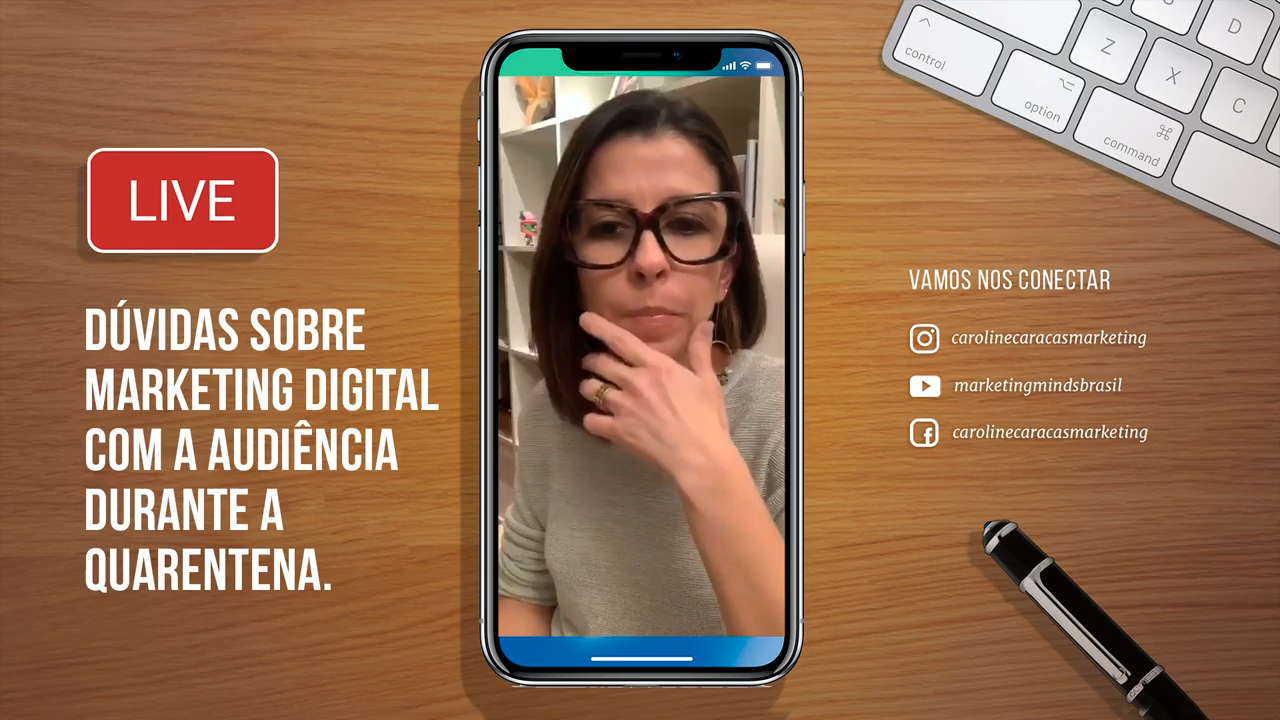 LIVE
DÚVIDAS SOBRE
MARKETING DIGITAL
COM A AUDIÊNCIA
DURANTE A
QUARENTENA.
VAMOS NOS CONECTAR
carolinecaracasmarketing
marketingmindsbrasil
carolinecaracasmarketing
control
option
command
Z
X
C
S
D